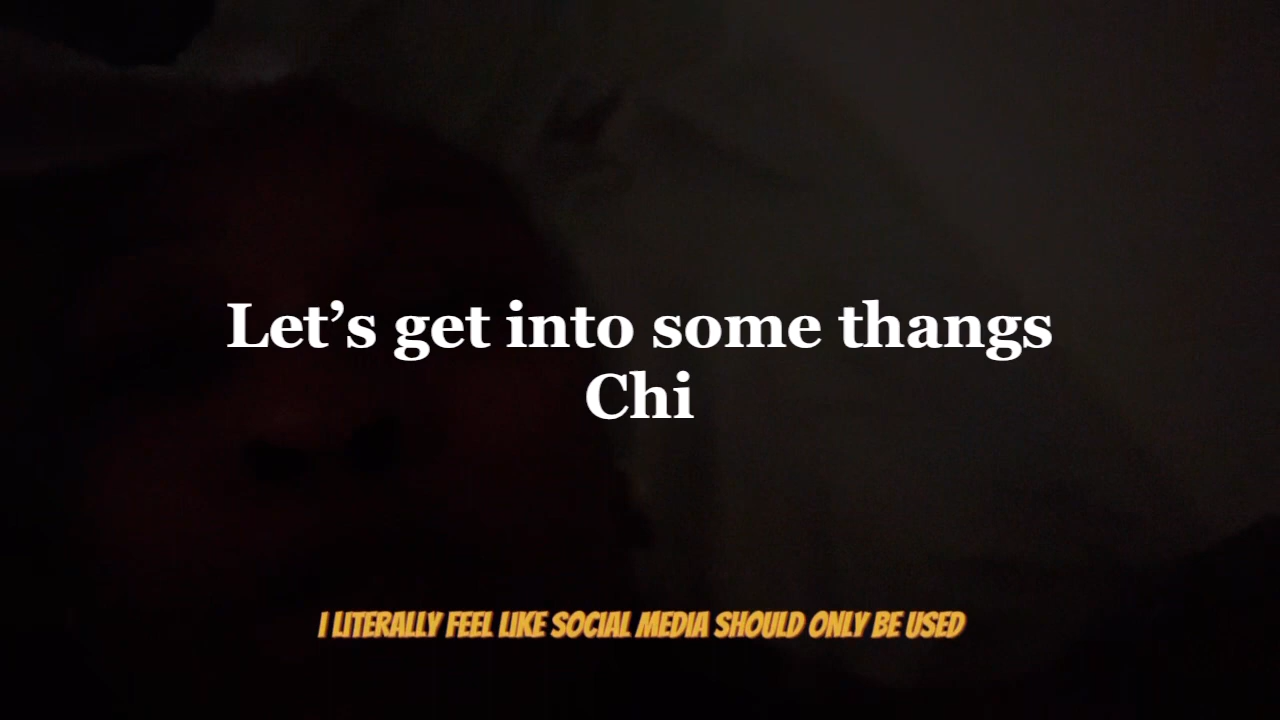 Let’s get into some thangs
Chi
I LITERALLY FEEL LIKE SOCIAL MEDIA SHOULD ONLY BE USED